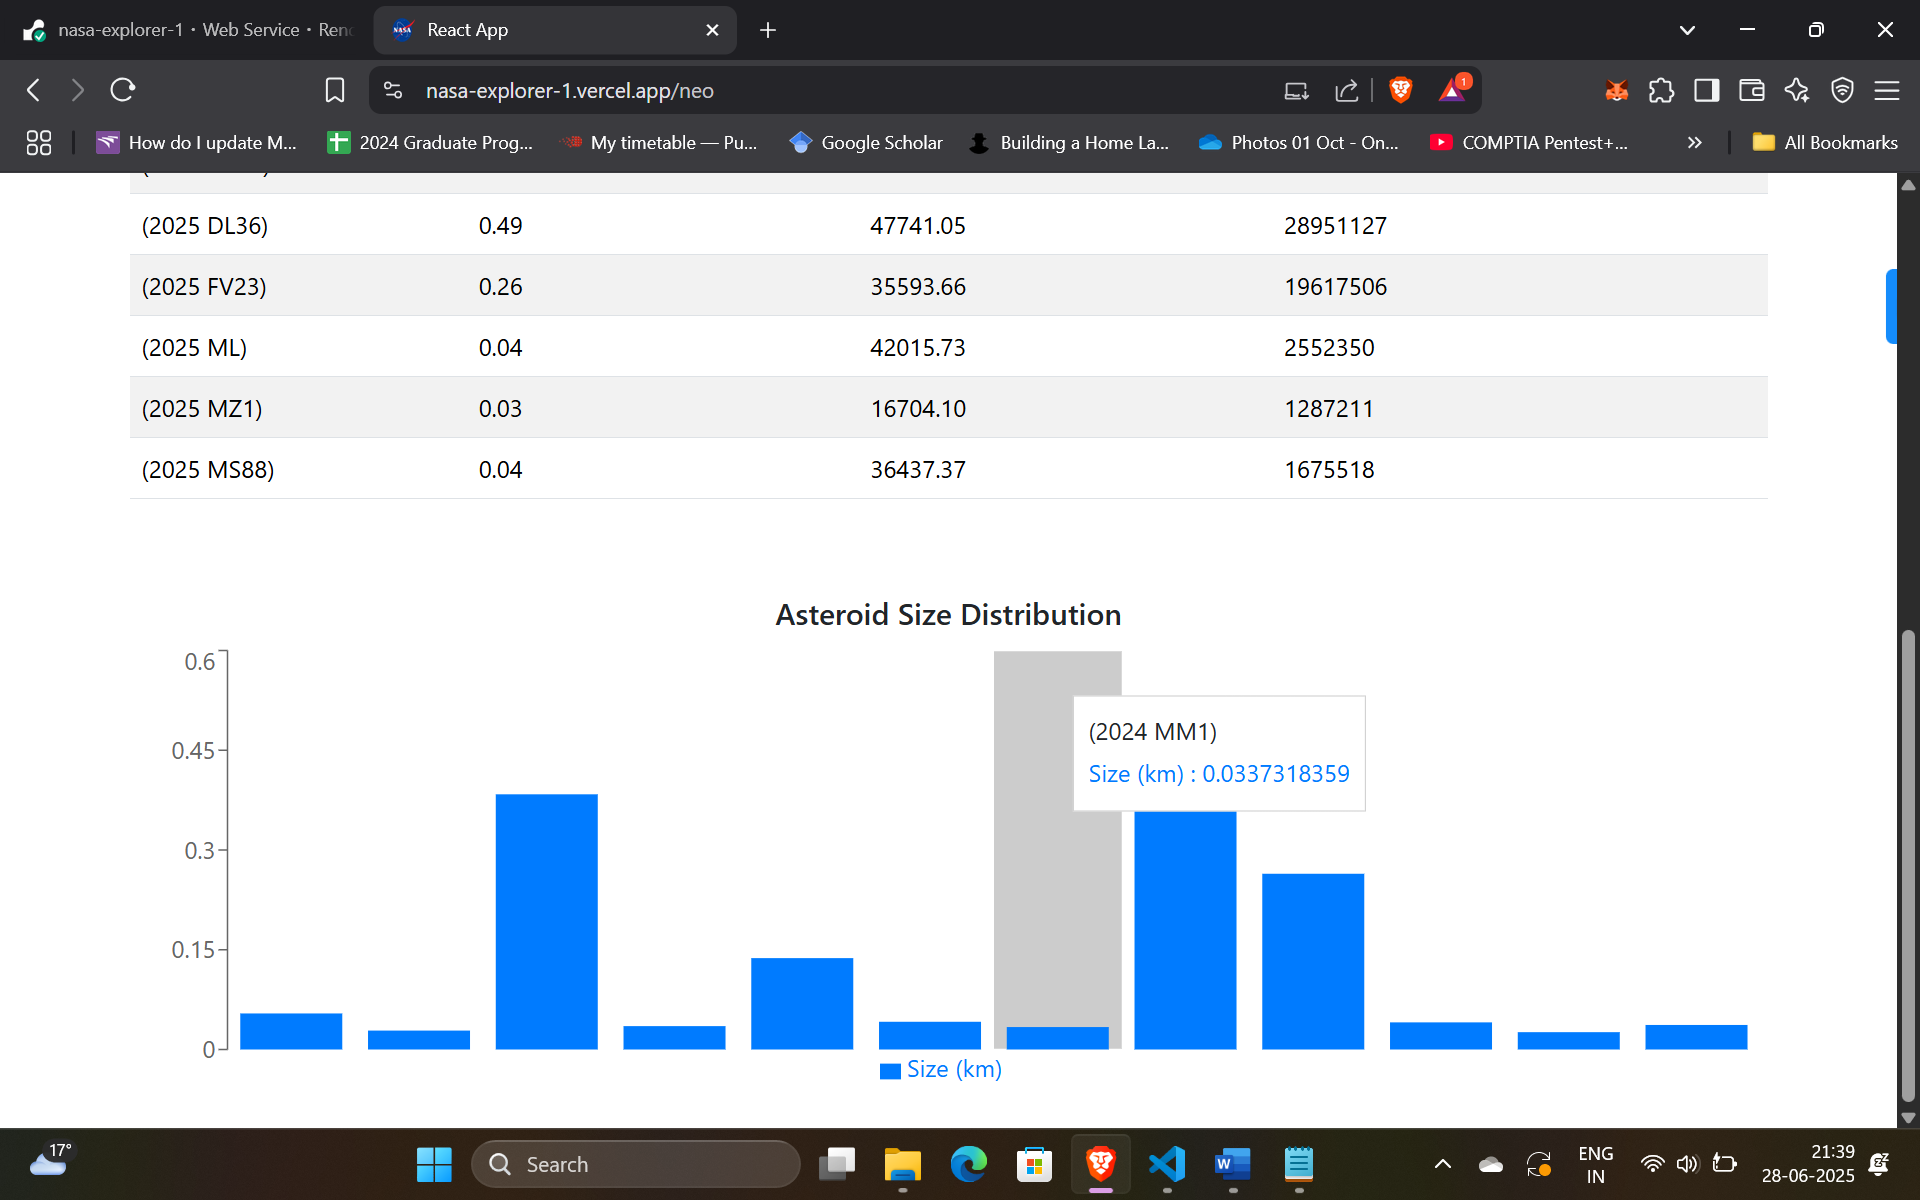 nasa-explorer-1 · Web Service · Ren
React App
nasa-explorer-1.vercel.app/neo
1
How do I update M...
2024 Graduate Prog...
My timetable — Pu...
Google Scholar
Building a Home La...
Photos 01 Oct - On...
COMPTIA Pentest+...
All Bookmarks
(2025 DL36) 0.49 47741.05 28951127
(2025 FV23) 0.26 35593.66 19617506
(2025 ML) 0.04 42015.73 2552350
(2025 MZ1) 0.03 16704.10 1287211
(2025 MS88) 0.04 36437.37 1675518
Asteroid Size Distribution
0.6
0.45
0.3
0.15
0
(2024 MM1)
Size (km) : 0.0337318359
Size (km)
17°
Search
ENG
IN
21:39
28-06-2025